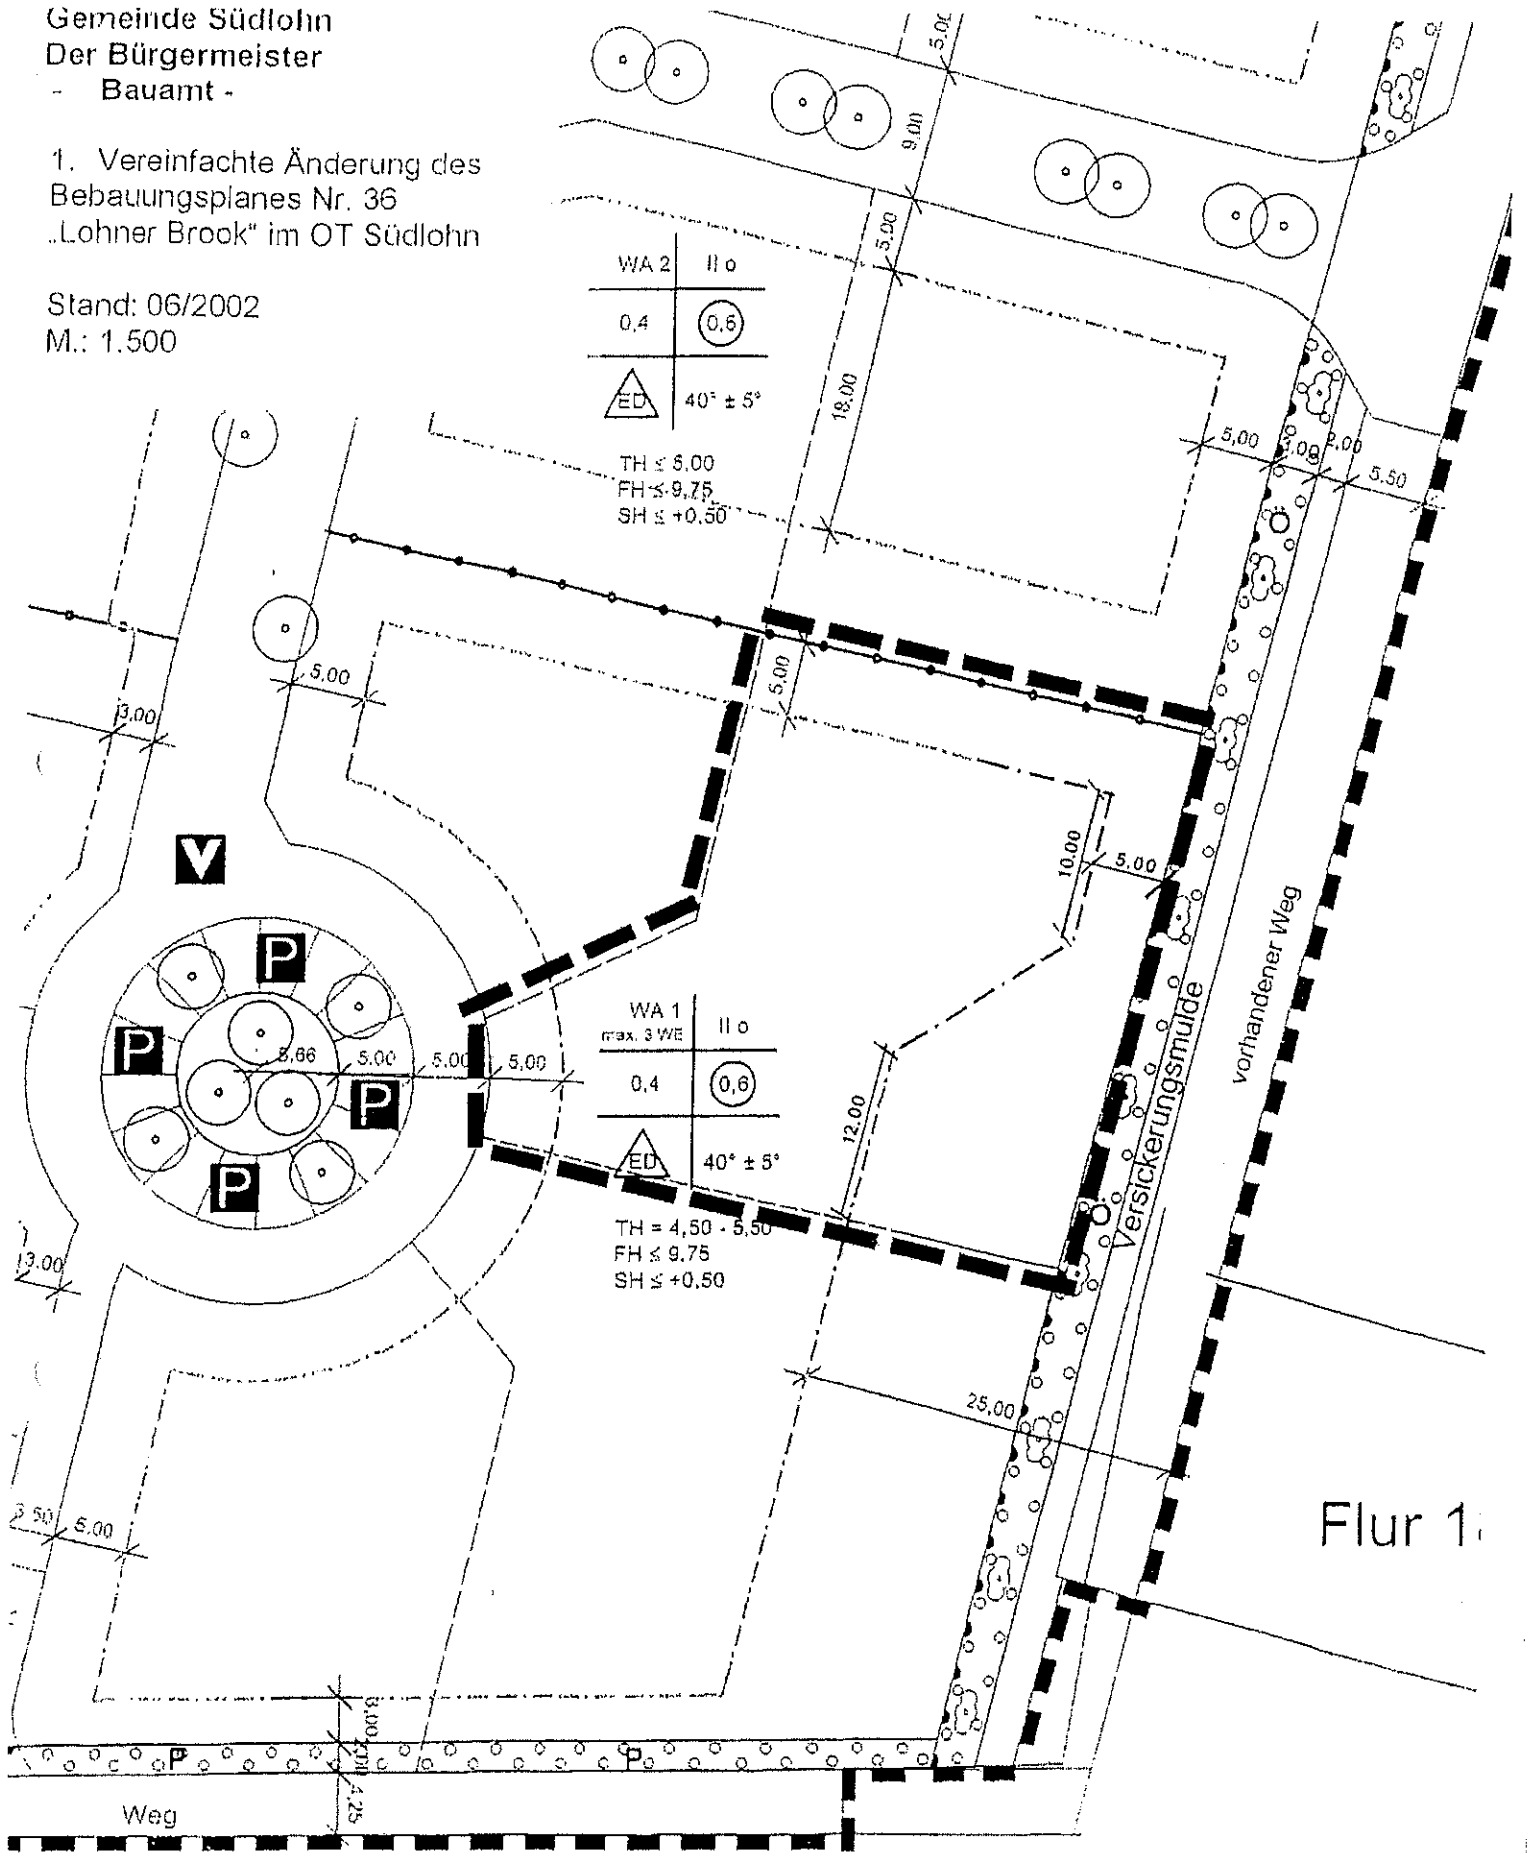 Gemeinde Südlohn
Der Bürgermeister
- Bauamt -
1. Vereinfachte Änderung des
Bebauungsplanes Nr. 36
„Lohner Brook" im OT Südlohn
Stand: 06/2002
M.: 1.500
5.00
9.00
5.00
18.00
WA 2 II o
0,4 0,6
ED 40° ± 5°
TH ≤ 6,00
FH ≤ 9,75
SH ≤ +0,50
5,00
2,00
5.50
Ö
5.00
3.00
5.00
10.00
5.00
V
P
P
P
P
5.00
5.00
5,00
WA 1 II o
max. 3 WE
0,4 0,6
ED 40° ± 5°
TH = 4,50 - 5,50
FH ≤ 9.75
SH ≤ +0,50
12.00
Versickerungsmulde
vorhandener Weg
Ö
3.00
25,00
3.50
5.00
Flur 1
P
P
4.25
Weg